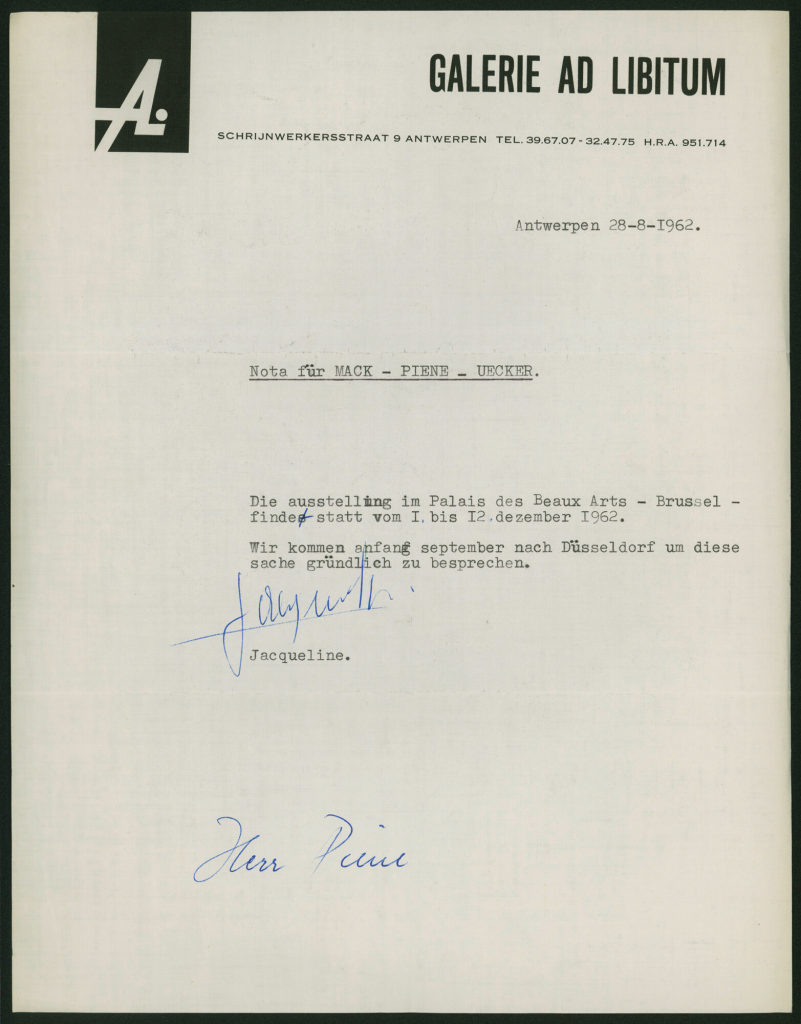 A.
GALERIE AD LIBITUM
SCHRIJNWERKERSSTRAAT 9 ANTWERPEN TEL. 39.67.07 - 32.47.75 H.R.A. 951.714
Antwerpen 28-8-I962.
Nota für MACK - PIENE - UECKER.
Die ausstellung im Palais des Beaux Arts - Brussel -
findet statt vom I. bis I2.dezember I962.
Wir kommen anfang september nach Düsseldorf um diese
sache gründlich zu besprechen.
Jacqueline.
Herr Piene